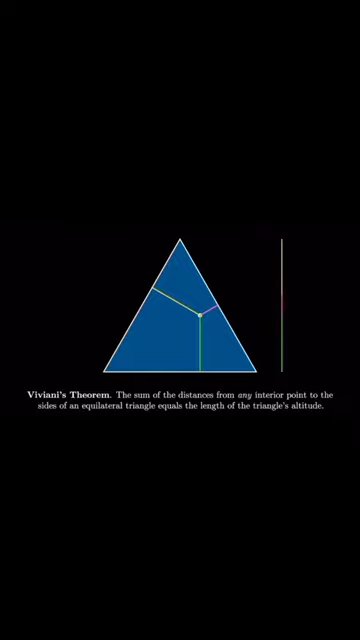 Viviani's Theorem. The sum of the distances from any interior point to the
sides of an equilateral triangle equals the length of the triangle's altitude.